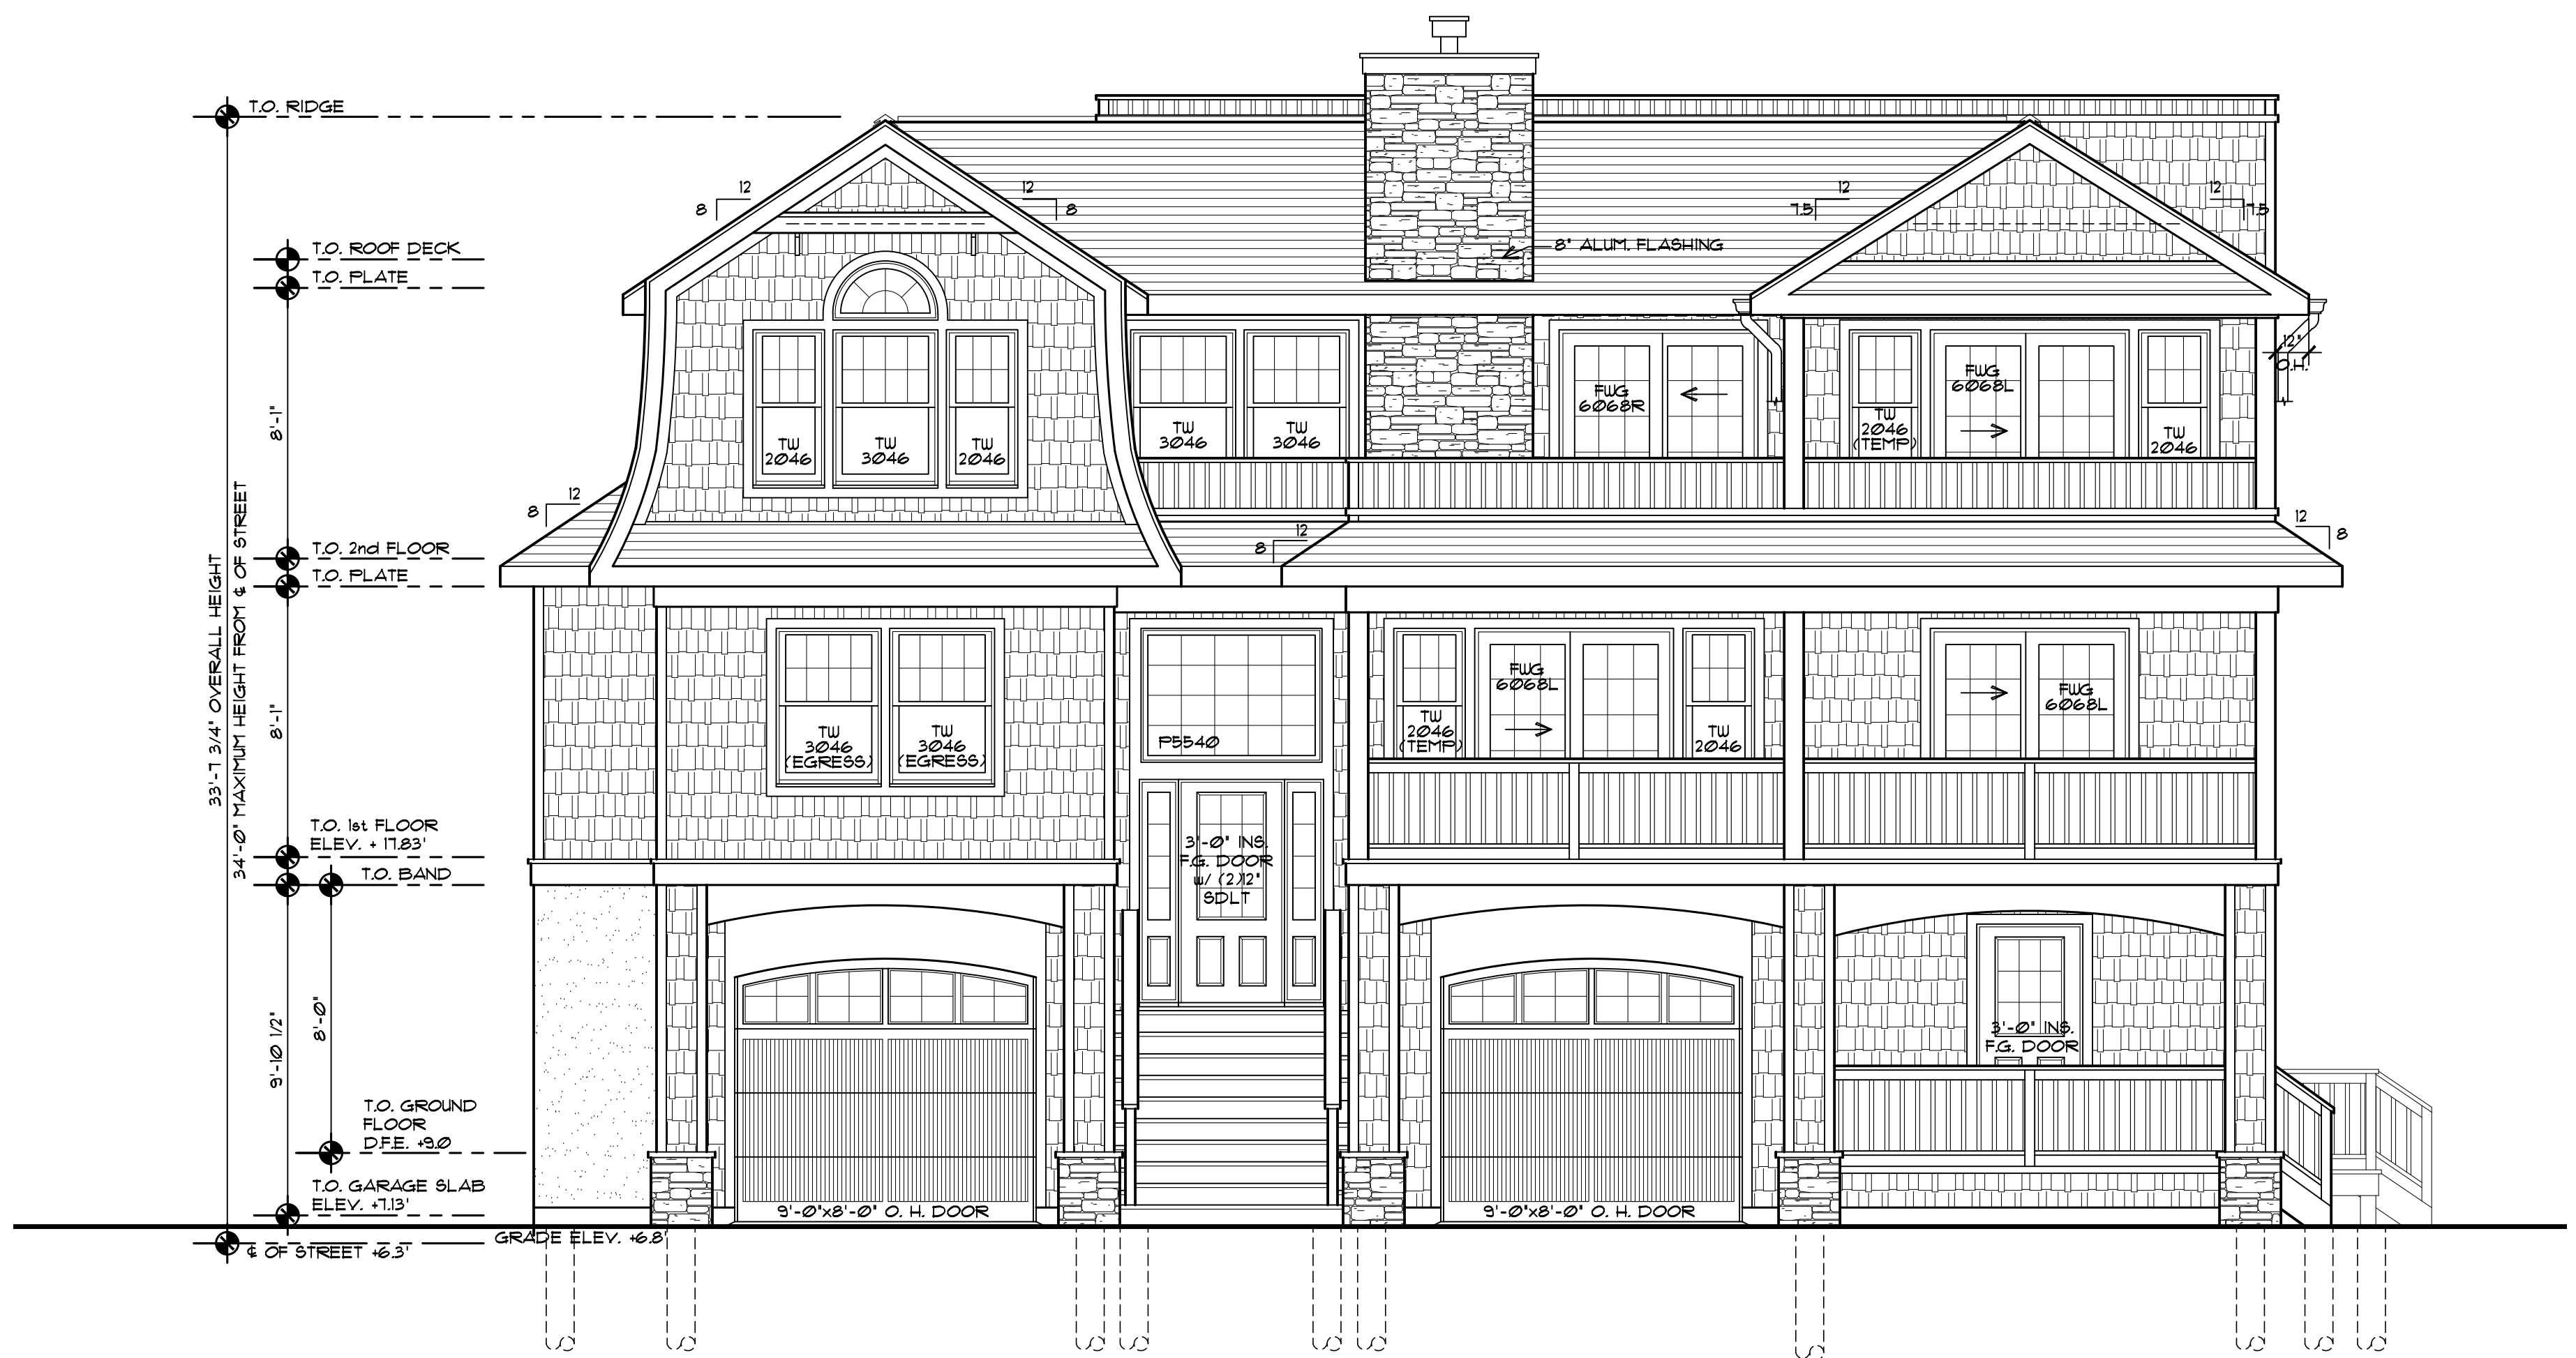 T.O. RIDGE
12
8
12
8
12
7.5
12
7.5
T.O. ROOF DECK
T.O. PLATE
8" ALUM. FLASHING
12"
O.H.
FWG
6068R
FWG
6068L
TW
2046
(TEMP)
TW
2046
TW
2046
TW
3046
TW
2046
TW
3046
TW
3046
8'-1"
12
8
12
8
12
8
T.O. 2nd FLOOR
T.O. PLATE
33'-7 3/4" OVERALL HEIGHT
34'-0" MAXIMUM HEIGHT FROM ℄ OF STREET
8'-1"
TW
3046
(EGRESS)
TW
3046
(EGRESS)
P5540
FWG
6068L
TW
2046
(TEMP)
TW
2046
FWG
6068L
T.O. 1st FLOOR
ELEV. + 17.83'
T.O. BAND
3'-0" INS.
F.G. DOOR
w/ (2)12"
SDLT
9'-10 1/2"
8'-0"
3'-0" INS.
F.G. DOOR
T.O. GROUND
FLOOR
D.F.E. +9.0
T.O. GARAGE SLAB
ELEV. +7.13'
9'-0"x8'-0" O. H. DOOR
9'-0"x8'-0" O. H. DOOR
GRADE ELEV. +6.8'
℄ OF STREET +6.3'